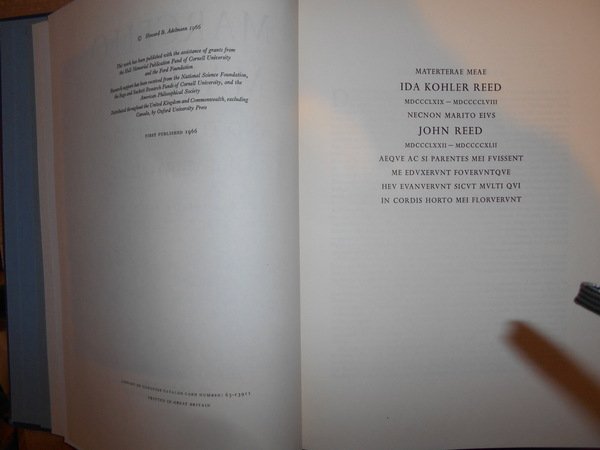 © Howard B. Adelmann 1966
This work has been published with the assistance of grants from
the Hull Memorial Publication Fund of Cornell University
and the Ford Foundation
Research support has been received from the National Science Foundation,
the Sage and Sackett Research Funds of Cornell University, and the
American Philosophical Society
Distributed throughout the United Kingdom and Commonwealth, excluding
Canada, by Oxford University Press
FIRST PUBLISHED 1966
LIBRARY OF CONGRESS CATALOG CARD NUMBER: 65-13911
PRINTED IN GREAT BRITAIN
MATERTERAE MEAE
IDA KOHLER REED
MDCCCLXIX — MDCCCCLVIII
NECNON MARITO EIVS
JOHN REED
MDCCCLXXII — MDCCCCXLII
AEQVE AC SI PARENTES MEI FVISSENT
ME EDVXERVNT FOVERVNTQVE
HEV EVANVERVNT SICVT MVLTI QVI
IN CORDIS HORTO MEI FLORVERVNT